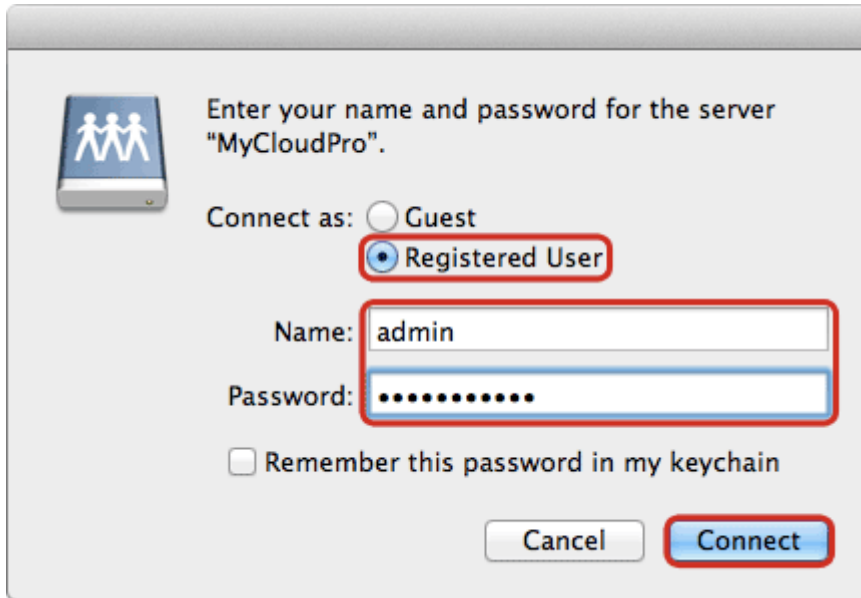 Enter your name and password for the server
“MyCloudPro”.
Connect as: Guest
Registered User
Name: admin
Password: •••••••••••
Remember this password in my keychain
Cancel Connect